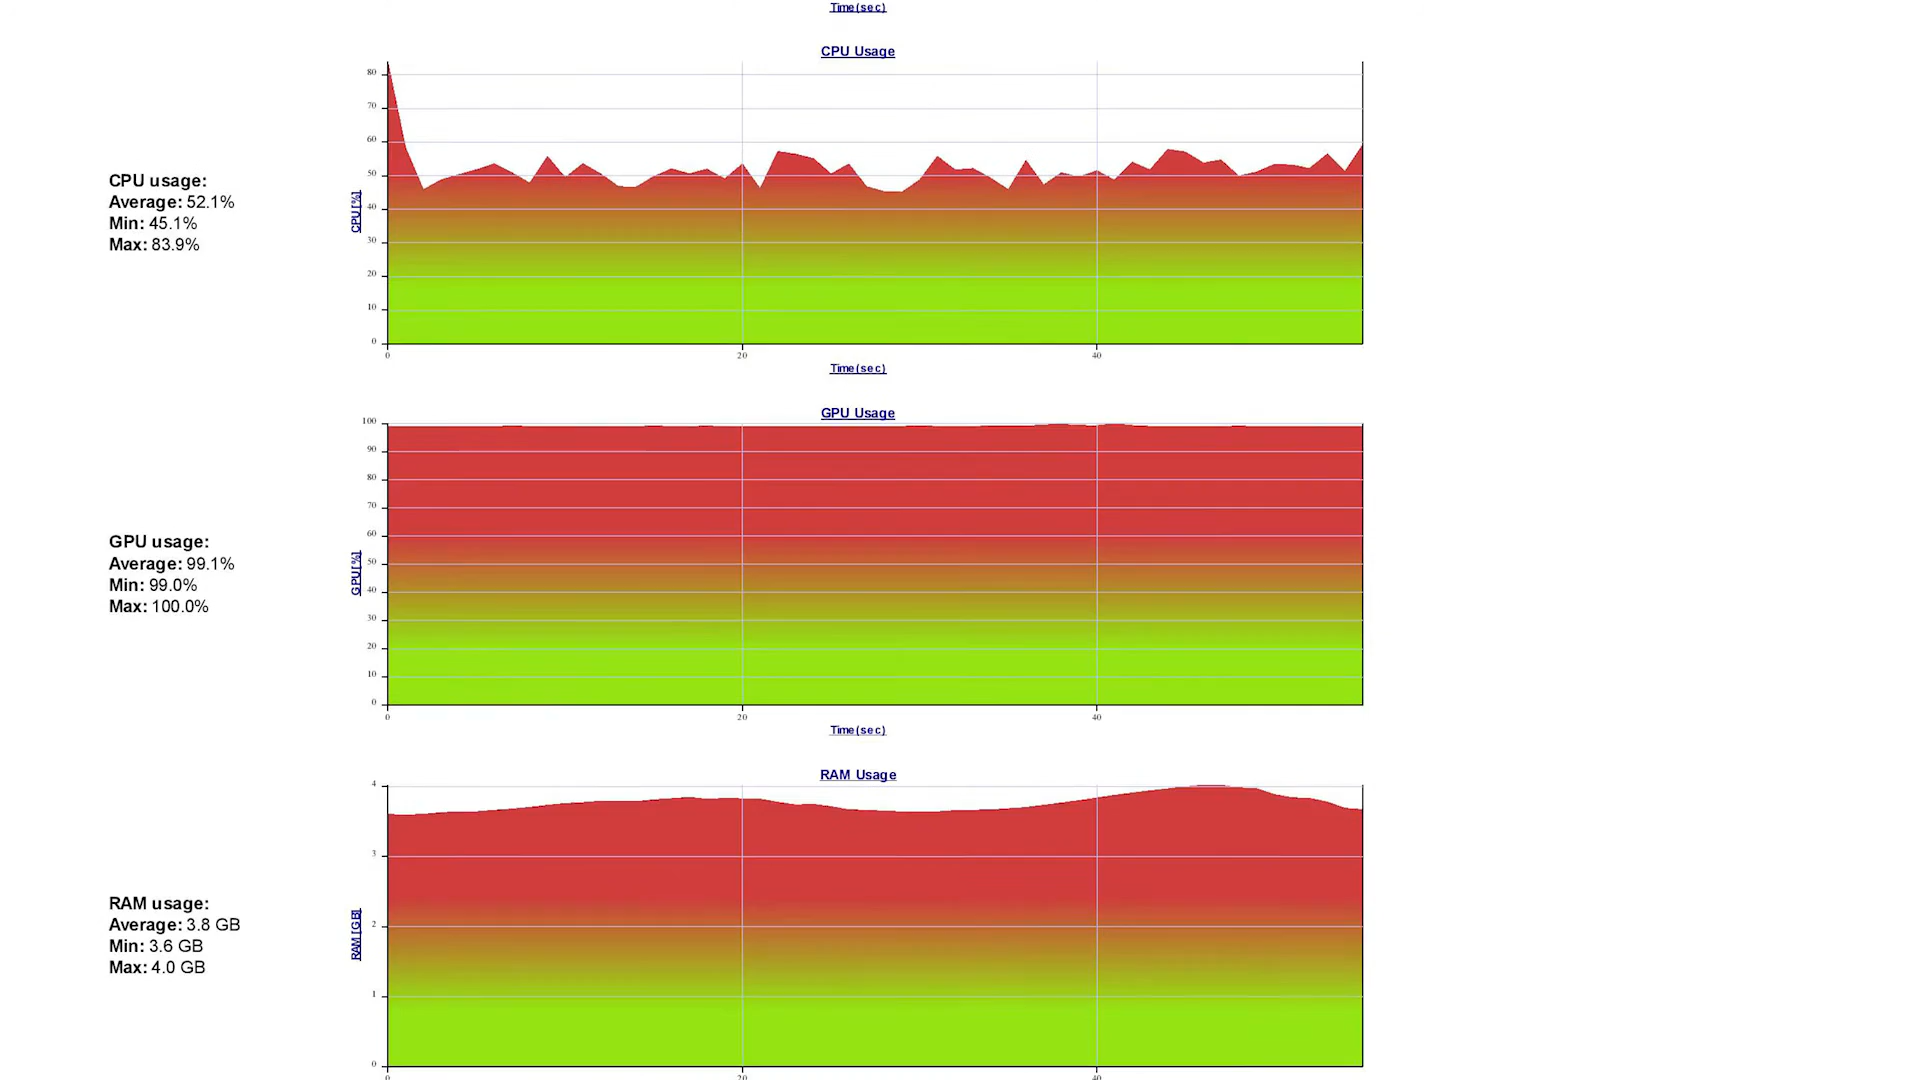 Time(sec)
CPU Usage
80
70
60
50
40
30
20
10
0
CPU[%]
0
20
40
Time(sec)
CPU usage:
Average: 52.1%
Min: 45.1%
Max: 83.9%
GPU Usage
100
90
80
70
60
50
40
30
20
10
0
GPU[%]
0
20
40
Time(sec)
GPU usage:
Average: 99.1%
Min: 99.0%
Max: 100.0%
RAM Usage
4
3
2
1
0
RAM[GB]
0
20
40
RAM usage:
Average: 3.8 GB
Min: 3.6 GB
Max: 4.0 GB